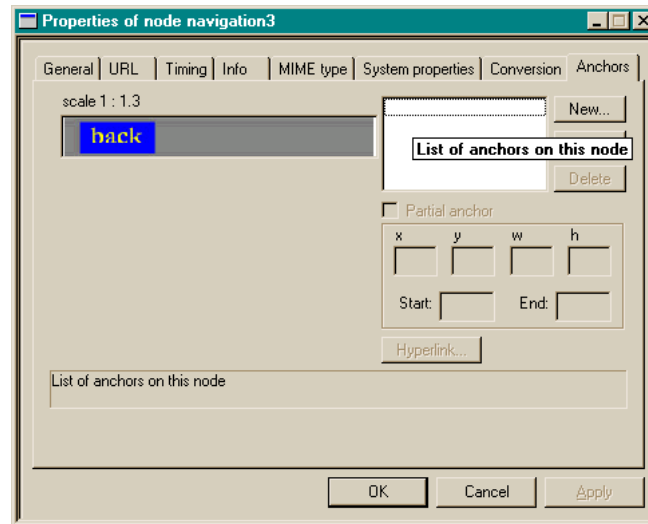 Properties of node navigation3
General URL Timing Info MIME type System properties Conversion Anchors
scale 1 : 1.3
back
New...
List of anchors on this node
Delete
Partial anchor
x y w h
Start: End:
Hyperlink...
List of anchors on this node
OK Cancel Apply